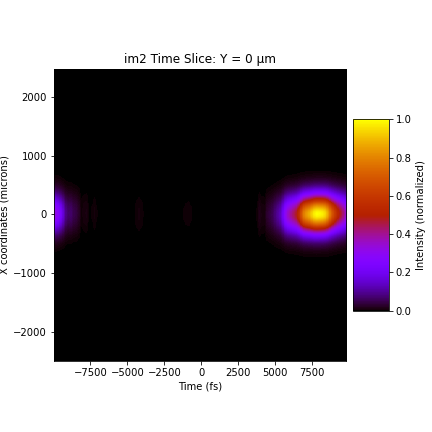 im2 Time Slice: Y = 0 μm
X coordinates (microns)
2000
1000
0
−1000
−2000
−7500 −5000 −2500 0 2500 5000 7500
Time (fs)
1.0
0.8
0.6
0.4
0.2
0.0
Intensity (normalized)